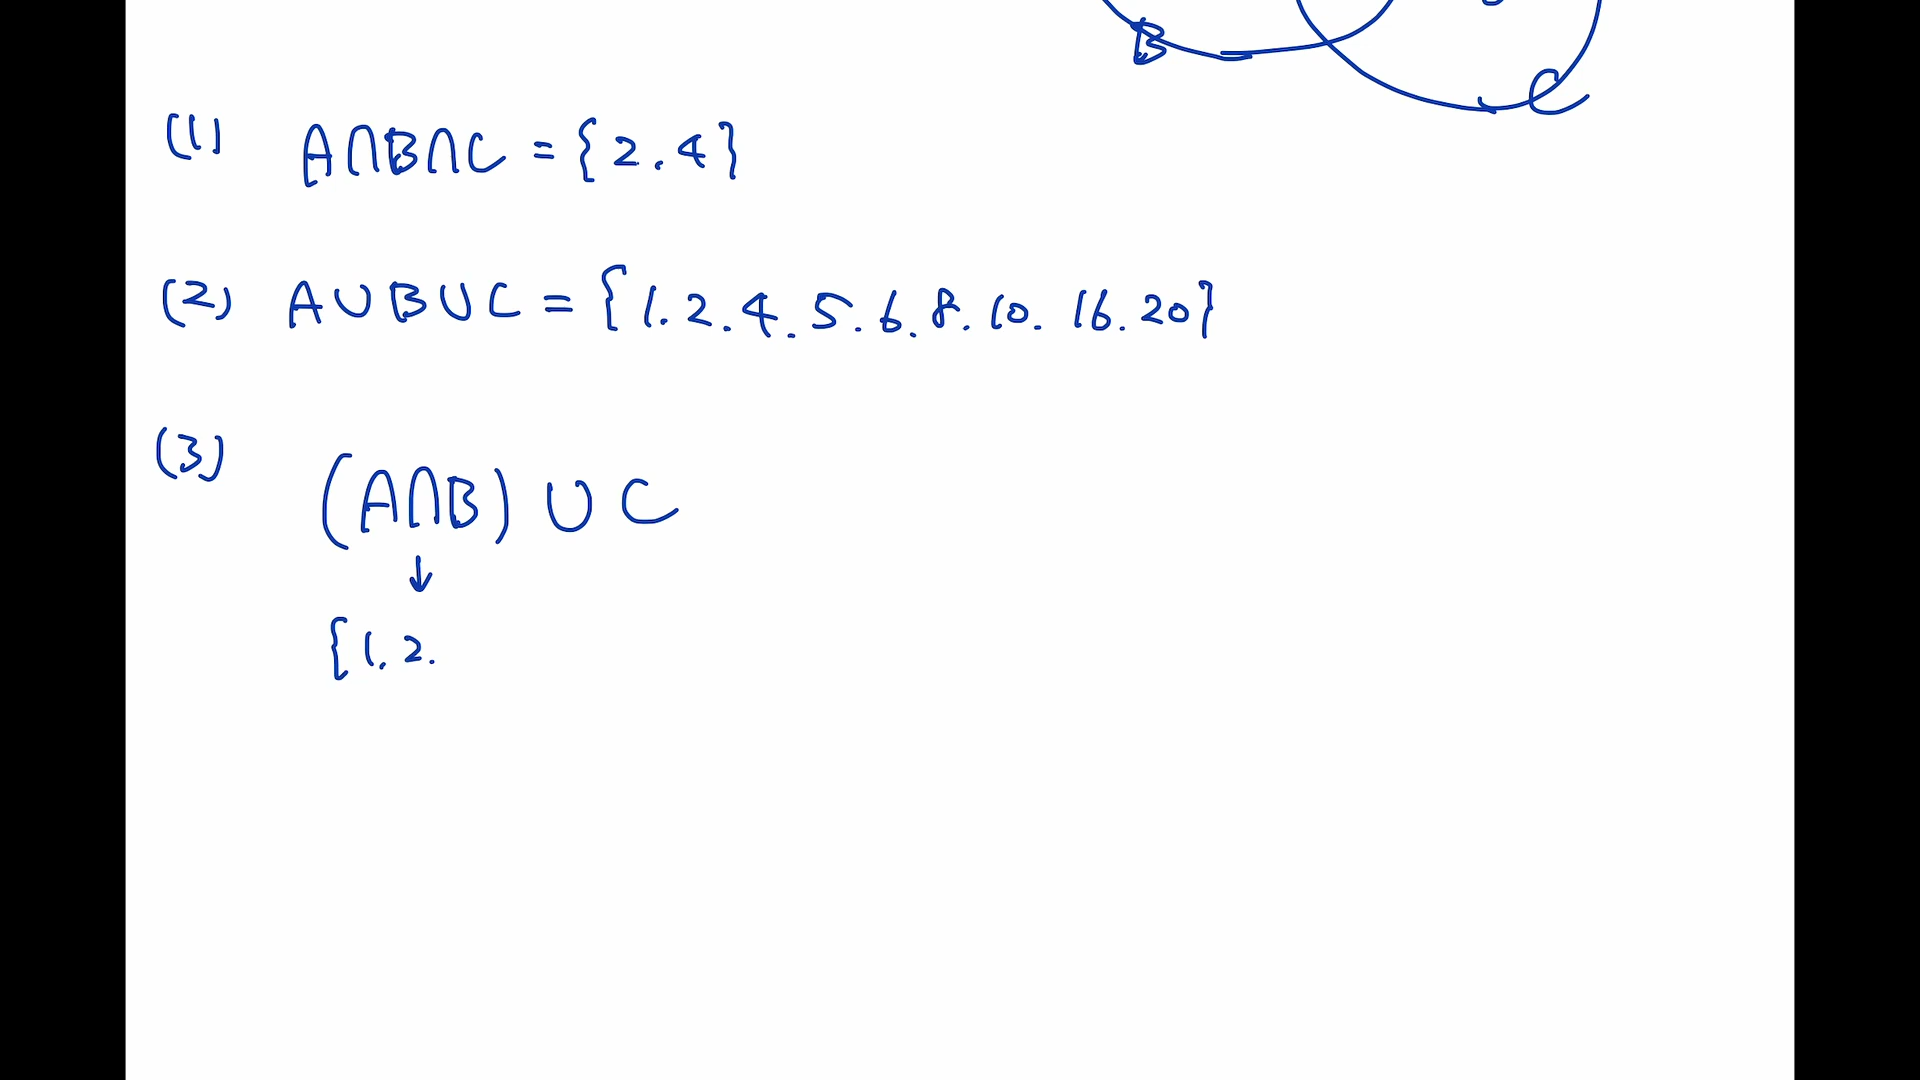 B
C
(1) A∩B∩C = {2.4}
(2) A∪B∪C = {1.2.4.5.6.8.10.16.20}
(3)
(A∩B)∪C
↓
{1.2.